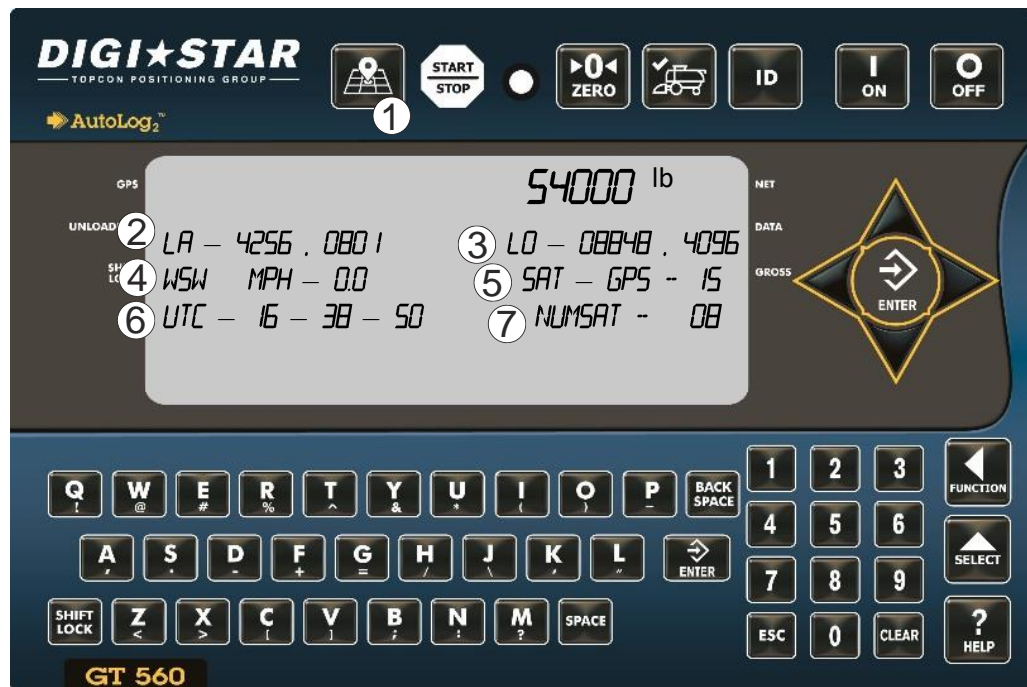 DIGI★STAR
TOPCON POSITIONING GROUP
AutoLog2™
START
STOP
▶0◀
ZERO
ID
I
ON
O
OFF
1
GPS
54000 lb
NET
2 LA – 4256 . 0801
3 LO – 08848 . 4096
DATA
4 WSW MPH – 0.0
5 SAT – GPS -- 15
GROSS
6 UTC – 16 – 38 – 50
7 NUMSAT -- 08
ENTER
Q ! W @ E # R % T ^ Y & U * I ( O ) P – BACK SPACE
A S D - F + G = H / J \ K L ENTER
SHIFT LOCK Z < X > C [ V ] B ; N : M ? SPACE
1 2 3
FUNCTION
4 5 6
SELECT
7 8 9
ESC 0 CLEAR
?
HELP
GT 560